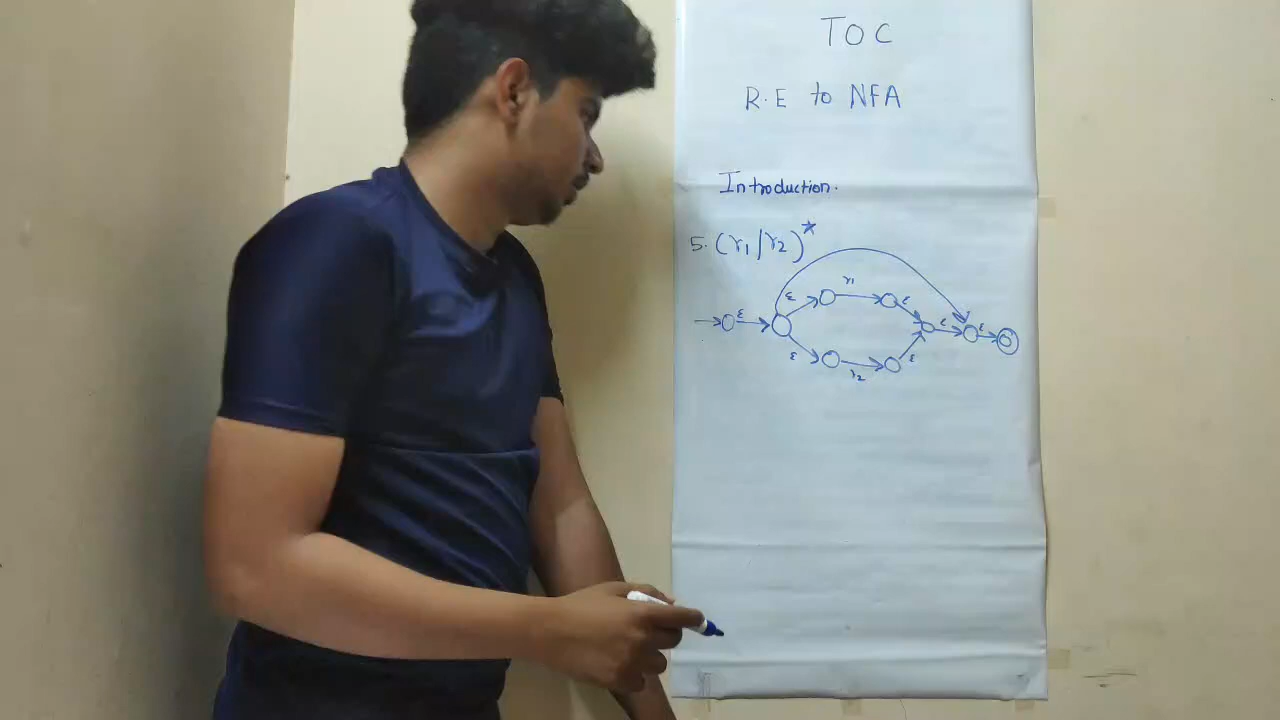 TOC
R.E to NFA
Introduction.
5. (r₁/r₂)*
r₁
ε ε
ε ε ε
ε ε
r₂